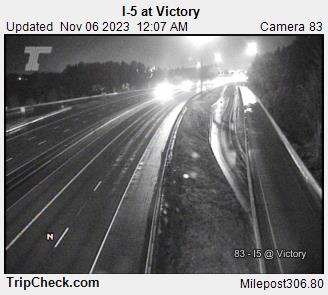 I-5 at Victory
Updated Nov 06 2023 12:07 AM Camera 83
N
83 - I5 @ Victory
TripCheck.com Milepost306.80